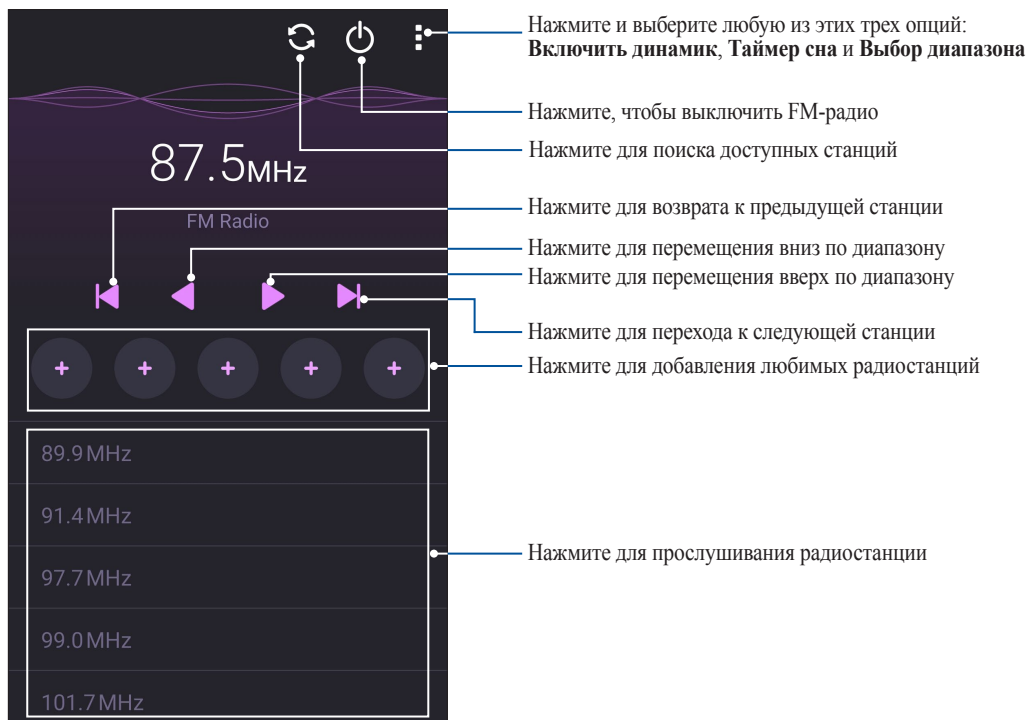 Нажмите и выберите любую из этих трех опций:
Включить динамик, Таймер сна и Выбор диапазона
Нажмите, чтобы выключить FM-радио
Нажмите для поиска доступных станций
87.5MHz
FM Radio
Нажмите для возврата к предыдущей станции
Нажмите для перемещения вниз по диапазону
Нажмите для перемещения вверх по диапазону
Нажмите для перехода к следующей станции
Нажмите для добавления любимых радиостанций
89.9MHz
91.4MHz
97.7MHz
99.0MHz
101.7MHz
Нажмите для прослушивания радиостанции